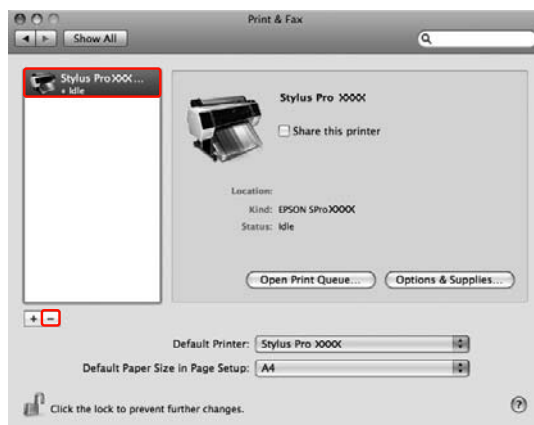 Print & Fax
Show All
Stylus Pro XXX...
• Idle
Stylus Pro XXXX
Share this printer
Location:
Kind: EPSON SPro XXXX
Status: Idle
Open Print Queue...
Options & Supplies...
+ −
Default Printer: Stylus Pro XXXX
Default Paper Size in Page Setup: A4
Click the lock to prevent further changes.
?